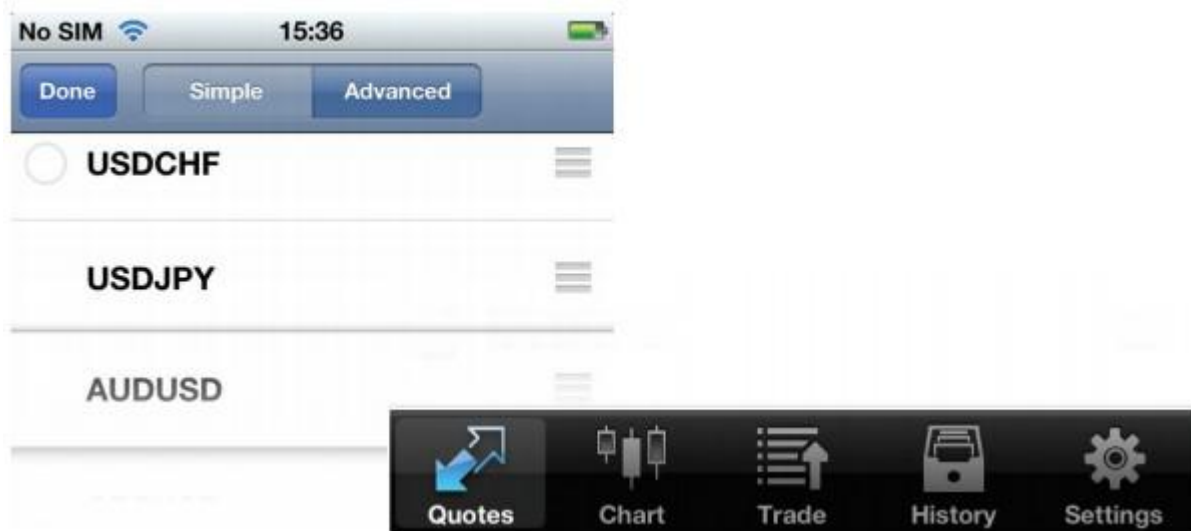 No SIM 15:36
Done Simple Advanced
USDCHF
USDJPY
AUDUSD
Quotes Chart Trade History Settings